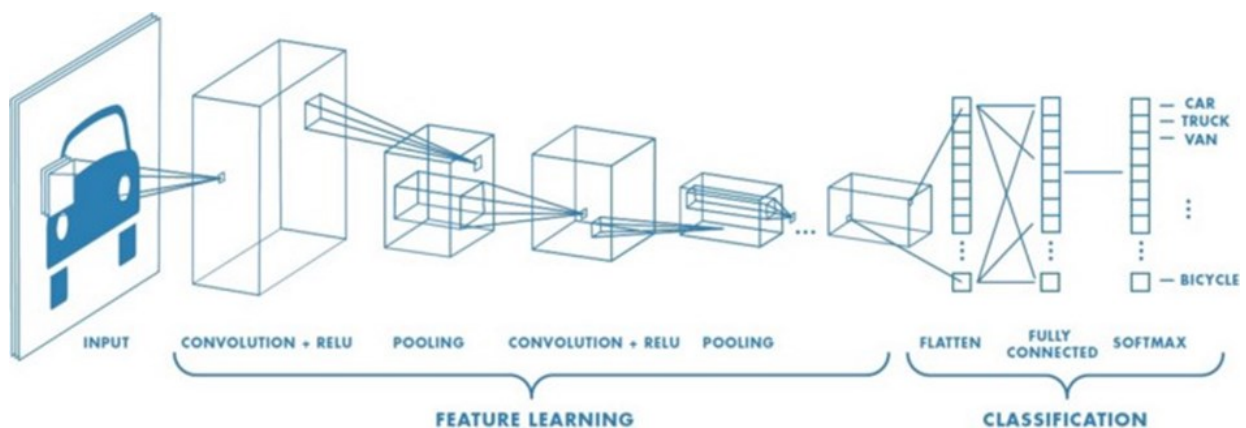 CAR
TRUCK
VAN
BICYCLE
INPUT
CONVOLUTION + RELU
POOLING
CONVOLUTION + RELU
POOLING
FLATTEN
FULLY
CONNECTED
SOFTMAX
FEATURE LEARNING
CLASSIFICATION